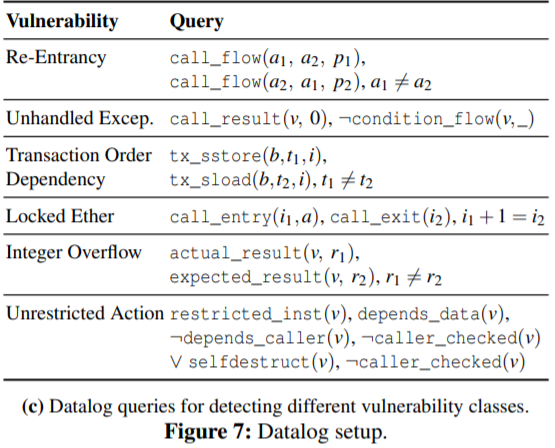 Vulnerability Query
Re-Entrancy call_flow(a₁, a₂, p₁),
call_flow(a₂, a₁, p₂), a₁ ≠ a₂
Unhandled Excep. call_result(v, 0), ¬condition_flow(v,_)
Transaction Order tx_sstore(b,t₁,i),
Dependency tx_sload(b,t₂,i), t₁ ≠ t₂
Locked Ether call_entry(i₁,a), call_exit(i₂), i₁ + 1 = i₂
Integer Overflow actual_result(v, r₁),
expected_result(v, r₂), r₁ ≠ r₂
Unrestricted Action restricted_inst(v), depends_data(v),
¬depends_caller(v), ¬caller_checked(v)
∨ selfdestruct(v), ¬caller_checked(v)
(c) Datalog queries for detecting different vulnerability classes.
Figure 7: Datalog setup.